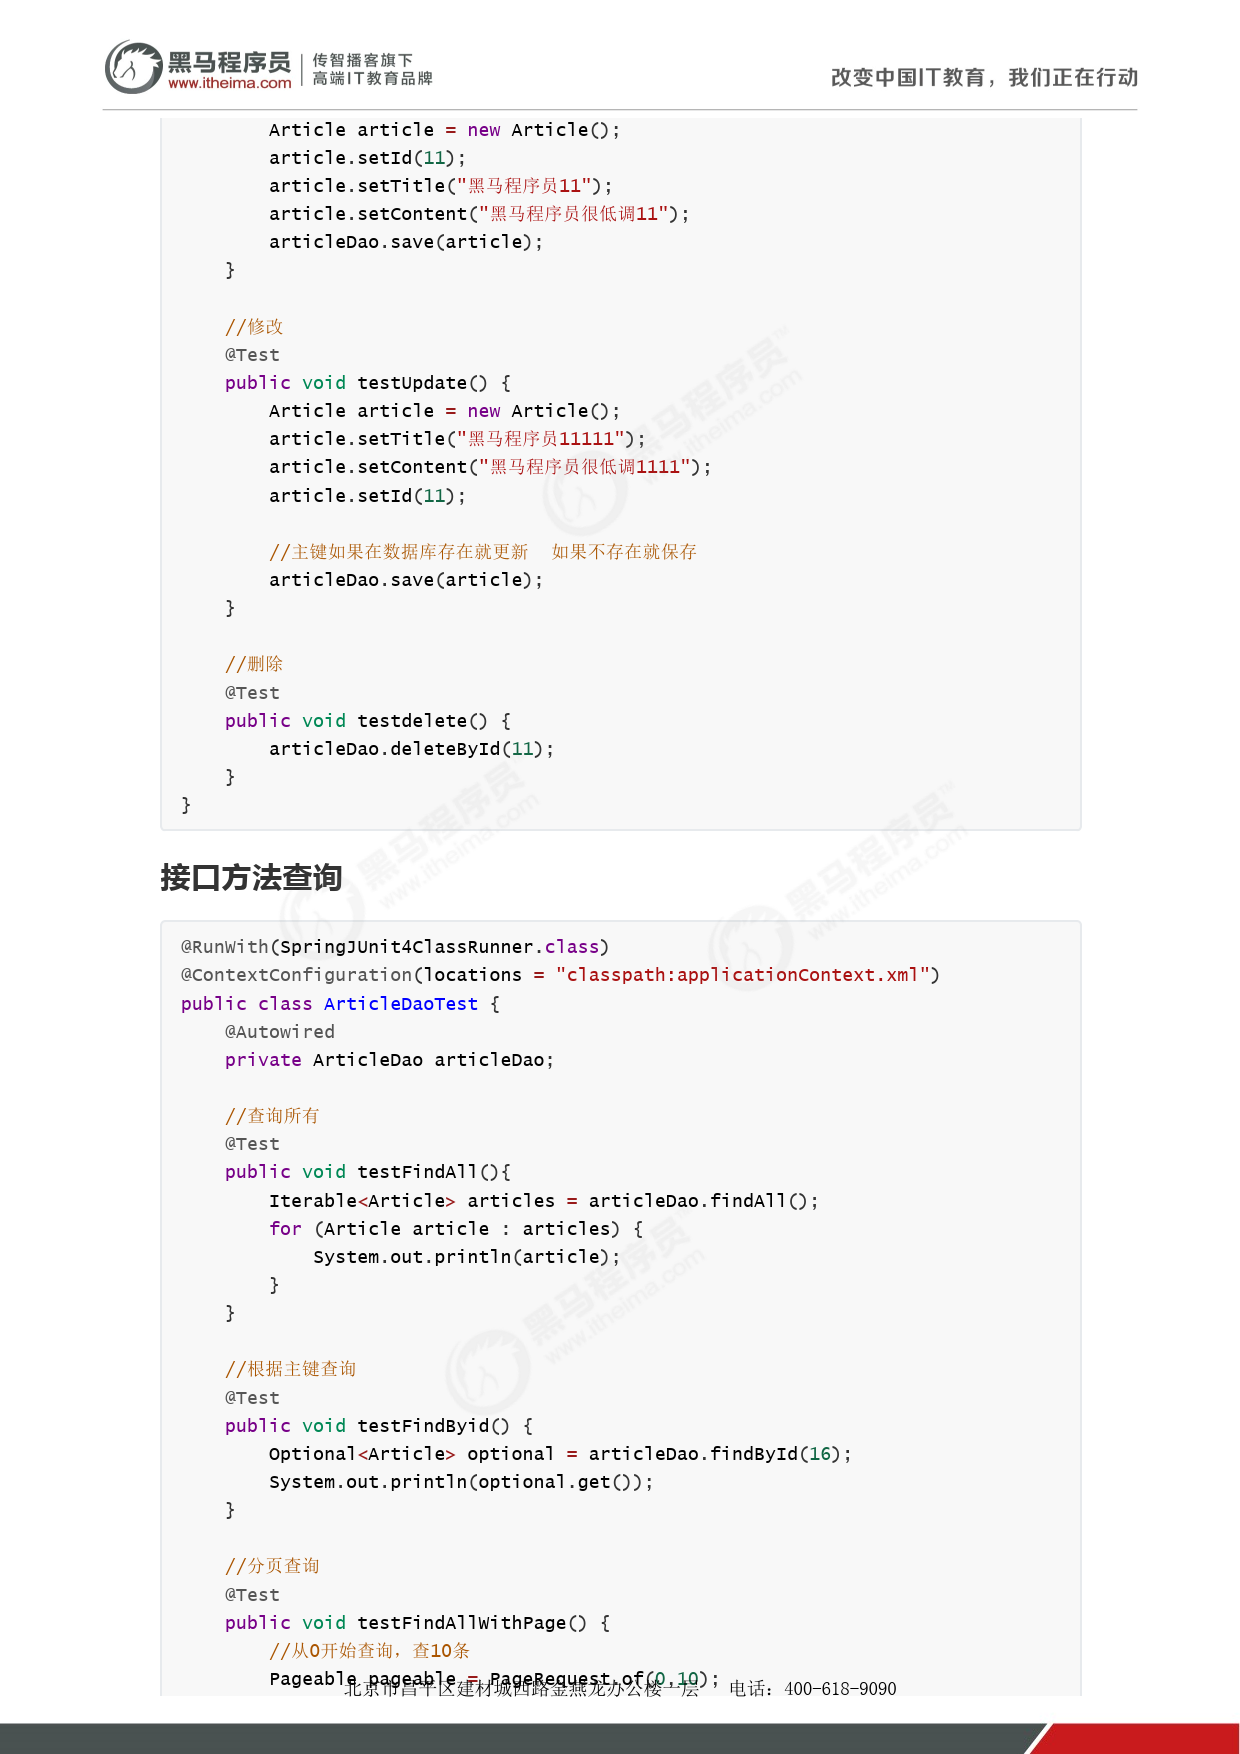 黑马程序员
www.itheima.com
传智播客旗下
高端IT教育品牌
改变中国IT教育，我们正在行动
        Article article = new Article();
        article.setId(11);
        article.setTitle("黑马程序员11");
        article.setContent("黑马程序员很低调11");
        articleDao.save(article);
    }

    //修改
    @Test
    public void testUpdate() {
        Article article = new Article();
        article.setTitle("黑马程序员11111");
        article.setContent("黑马程序员很低调1111");
        article.setId(11);

        //主键如果在数据库存在就更新  如果不存在就保存
        articleDao.save(article);
    }

    //删除
    @Test
    public void testdelete() {
        articleDao.deleteById(11);
    }
}
接口方法查询
@RunWith(SpringJUnit4ClassRunner.class)
@ContextConfiguration(locations = "classpath:applicationContext.xml")
public class ArticleDaoTest {
    @Autowired
    private ArticleDao articleDao;

    //查询所有
    @Test
    public void testFindAll(){
        Iterable<Article> articles = articleDao.findAll();
        for (Article article : articles) {
            System.out.println(article);
        }
    }

    //根据主键查询
    @Test
    public void testFindByid() {
        Optional<Article> optional = articleDao.findById(16);
        System.out.println(optional.get());
    }

    //分页查询
    @Test
    public void testFindAllWithPage() {
        //从0开始查询，查10条
        Pageable pageable = PageRequest.of(0,10);
北京市昌平区建材城西路金燕龙办公楼一层  电话：400-618-9090